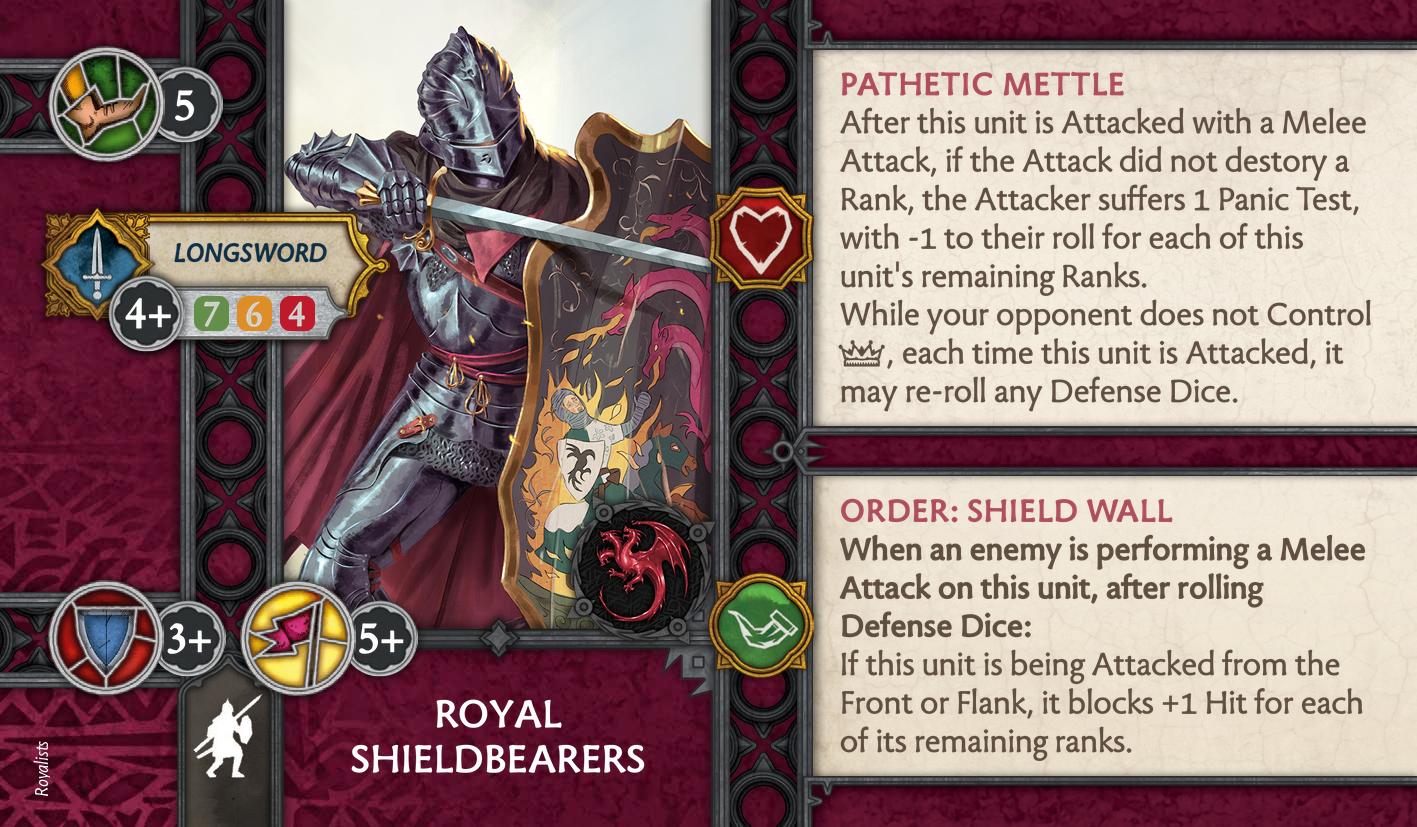 5
LONGSWORD
4+ 7 6 4
3+ 5+
ROYAL
SHIELDBEARERS
Royalists
PATHETIC METTLE
After this unit is Attacked with a Melee
Attack, if the Attack did not destory a
Rank, the Attacker suffers 1 Panic Test,
with -1 to their roll for each of this
unit's remaining Ranks.
While your opponent does not Control
, each time this unit is Attacked, it
may re-roll any Defense Dice.
ORDER: SHIELD WALL
When an enemy is performing a Melee
Attack on this unit, after rolling
Defense Dice:
If this unit is being Attacked from the
Front or Flank, it blocks +1 Hit for each
of its remaining ranks.